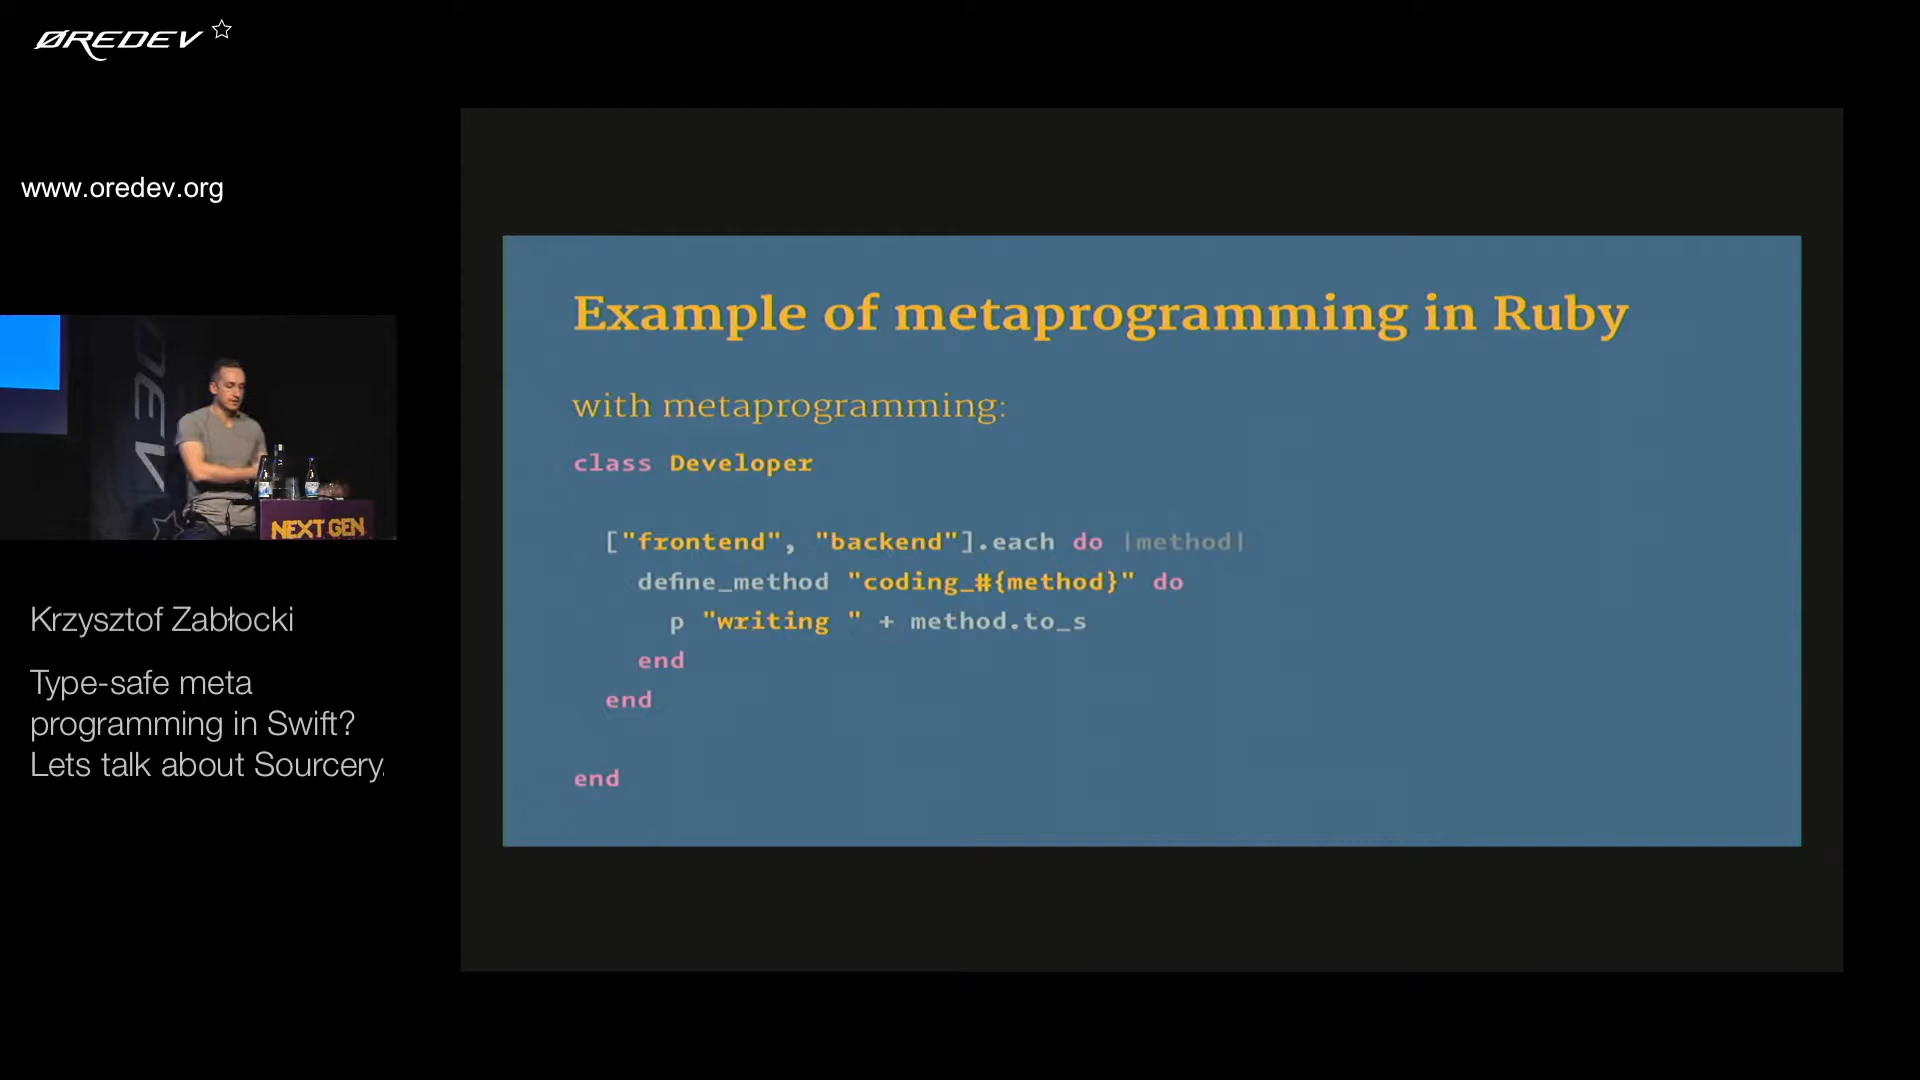 ØREDEV
www.oredev.org
Example of metaprogramming in Ruby
with metaprogramming:
class Developer
["frontend", "backend"].each do |method|
define_method "coding_#{method}" do
p "writing " + method.to_s
end
end
end
NEXT GEN
Krzysztof Zabłocki
Type-safe meta
programming in Swift?
Lets talk about Sourcery.